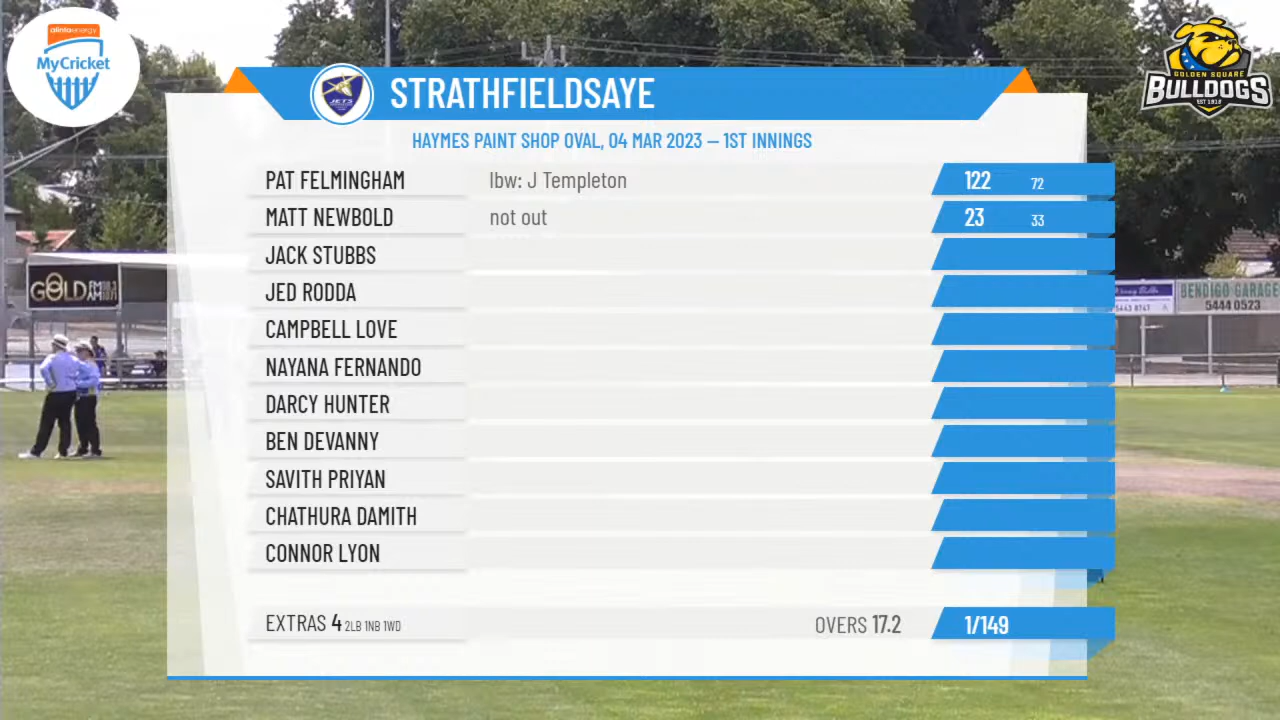 alintaenergy
MyCricket
GOLDEN SQUARE
BULLDOGS
EST 1912
JETS
STRATHFIELDSAYE
HAYMES PAINT SHOP OVAL, 04 MAR 2023 – 1ST INNINGS
PAT FELMINGHAM lbw: J Templeton 122 72
MATT NEWBOLD not out 23 33
JACK STUBBS
JED RODDA
CAMPBELL LOVE
NAYANA FERNANDO
DARCY HUNTER
BEN DEVANNY
SAVITH PRIYAN
CHATHURA DAMITH
CONNOR LYON
EXTRAS 4 2LB 1NB 1WD OVERS 17.2 1/149
GOLD
BENDIGO GARAGE
5444 0523